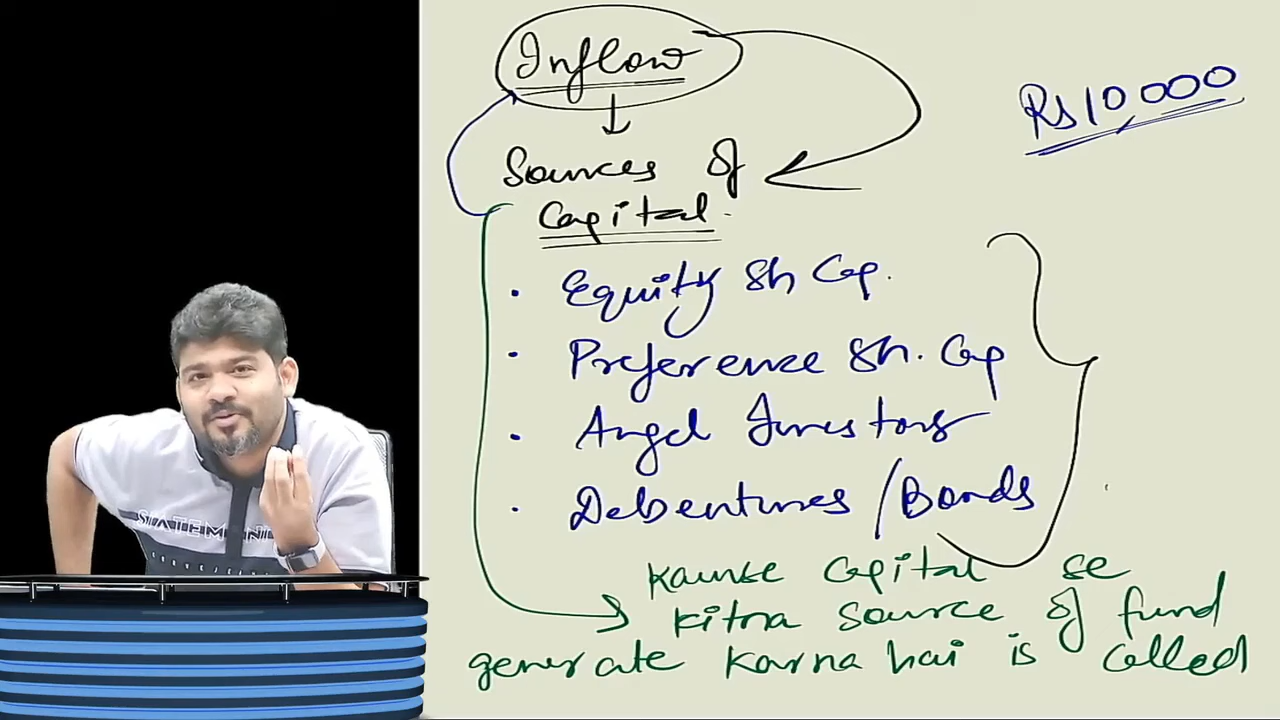 Inflow
Rs 10000
Sources of
Capital.
• Equity Sh Cap.
• Preference Sh. Cap
• Angel Investors
• Debentures / Bonds
Kaunse Capital se
kitna source of fund
generate karna hai is called
STATEMENT